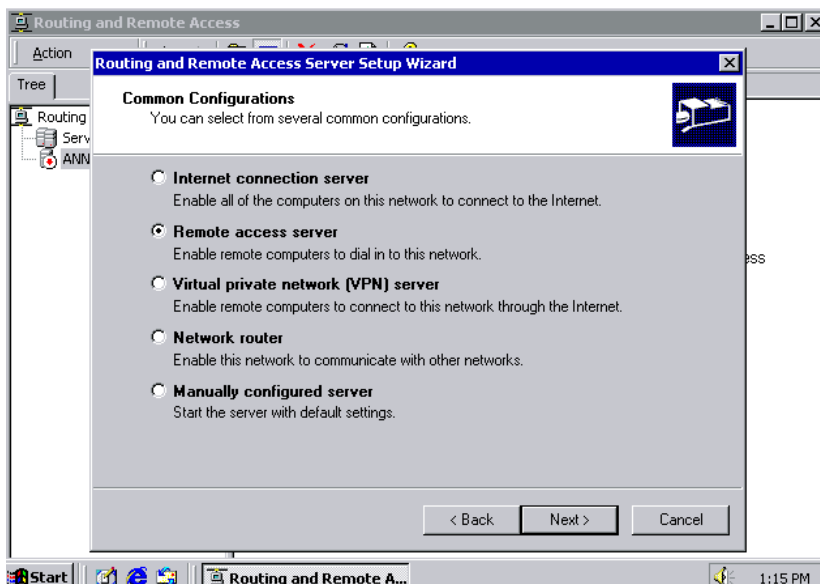 Routing and Remote Access
Action
Tree
Routing
Serv
ANN
ess
Routing and Remote Access Server Setup Wizard
Common Configurations
You can select from several common configurations.
Internet connection server
Enable all of the computers on this network to connect to the Internet.
Remote access server
Enable remote computers to dial in to this network.
Virtual private network (VPN) server
Enable remote computers to connect to this network through the Internet.
Network router
Enable this network to communicate with other networks.
Manually configured server
Start the server with default settings.
< Back Next > Cancel
Start Routing and Remote A... 1:15 PM